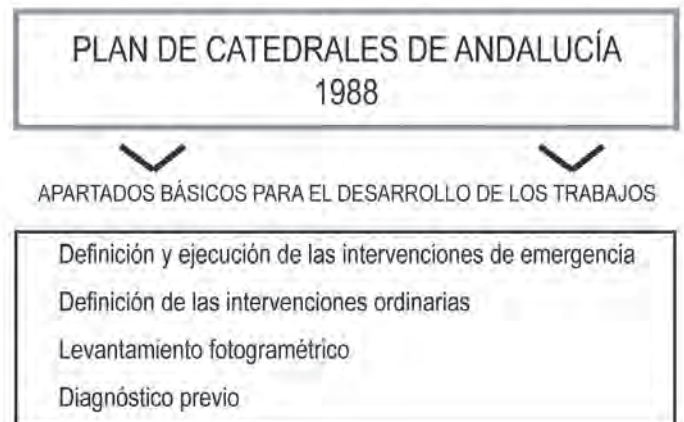 PLAN DE CATEDRALES DE ANDALUCÍA
1988
APARTADOS BÁSICOS PARA EL DESARROLLO DE LOS TRABAJOS
Definición y ejecución de las intervenciones de emergencia
Definición de las intervenciones ordinarias
Levantamiento fotogramétrico
Diagnóstico previo